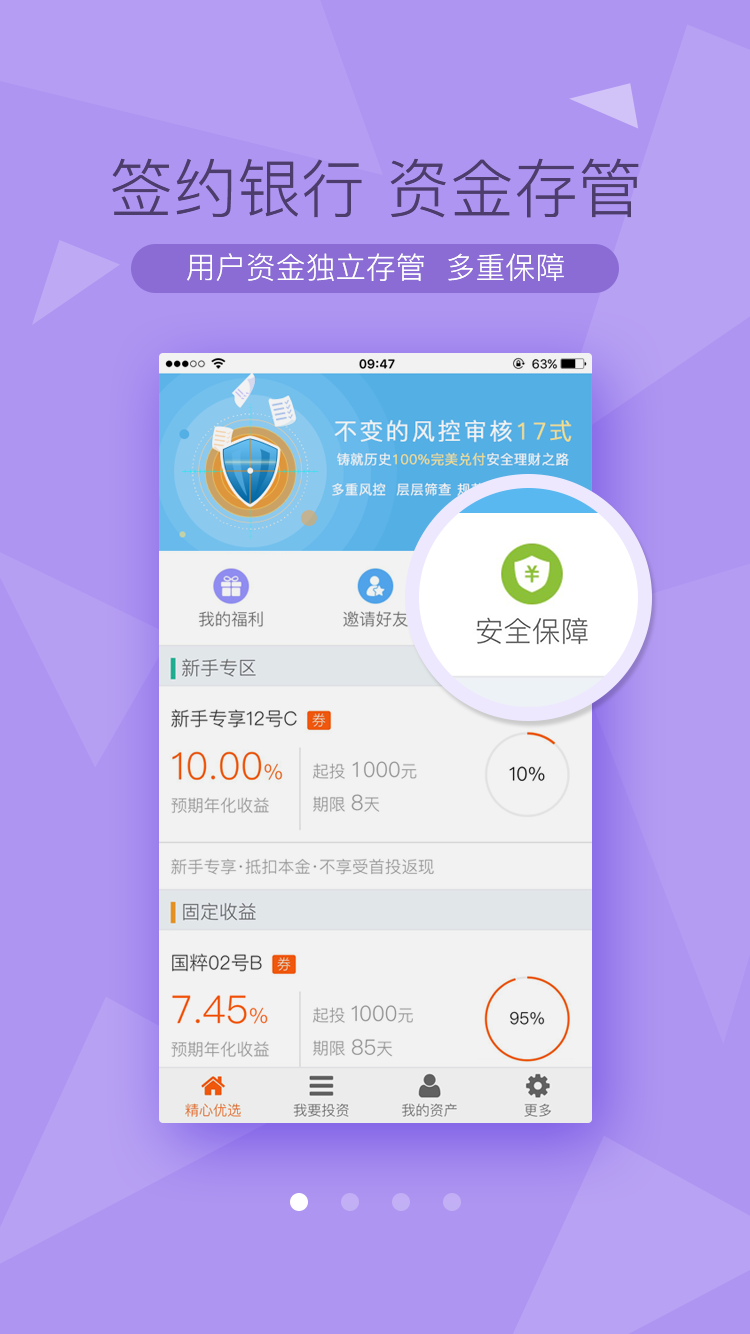 签约银行 资金存管
用户资金独立存管 多重保障
09:47
63%
不变的风控审核17式
铸就历史100%完美兑付安全理财之路
多重风控 层层筛查
我的福利
邀请好友
安全保障
新手专区
新手专享12号C 券
10.00%
预期年化收益
起投 1000元
期限 8天
10%
新手专享·抵扣本金·不享受首投返现
固定收益
国粹02号B 券
7.45%
预期年化收益
起投 1000元
期限 85天
95%
精心优选
我要投资
我的资产
更多